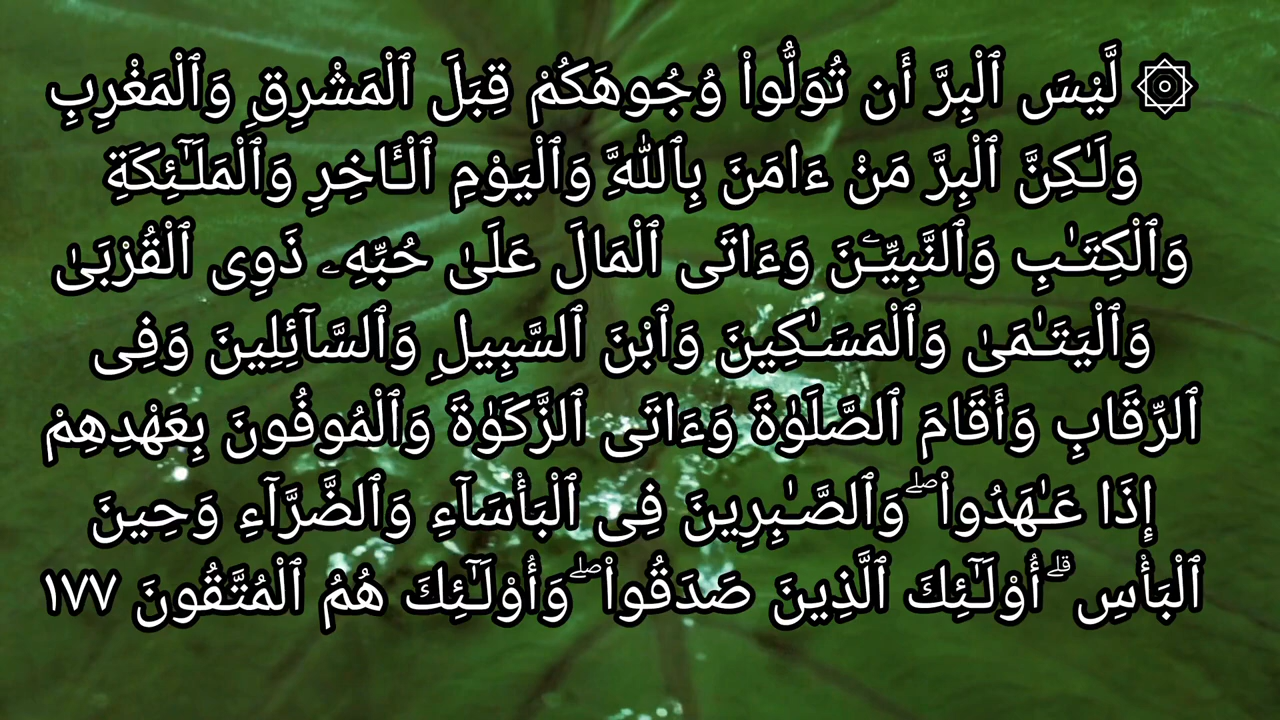 ۞ لَّيْسَ ٱلْبِرَّ أَن تُوَلُّوا۟ وُجُوهَكُمْ قِبَلَ ٱلْمَشْرِقِ وَٱلْمَغْرِبِ
وَلَـٰكِنَّ ٱلْبِرَّ مَنْ ءَامَنَ بِٱللَّهِ وَٱلْيَوْمِ ٱلْـَٔاخِرِ وَٱلْمَلَـٰٓئِكَةِ
وَٱلْكِتَـٰبِ وَٱلنَّبِيِّـۧنَ وَءَاتَى ٱلْمَالَ عَلَىٰ حُبِّهِۦ ذَوِى ٱلْقُرْبَىٰ
وَٱلْيَتَـٰمَىٰ وَٱلْمَسَـٰكِينَ وَٱبْنَ ٱلسَّبِيلِ وَٱلسَّآئِلِينَ وَفِى
ٱلرِّقَابِ وَأَقَامَ ٱلصَّلَوٰةَ وَءَاتَى ٱلزَّكَوٰةَ وَٱلْمُوفُونَ بِعَهْدِهِمْ
إِذَا عَـٰهَدُوا۟ ۖ وَٱلصَّـٰبِرِينَ فِى ٱلْبَأْسَآءِ وَٱلضَّرَّآءِ وَحِينَ
ٱلْبَأْسِ ۗ أُو۟لَـٰٓئِكَ ٱلَّذِينَ صَدَقُوا۟ ۖ وَأُو۟لَـٰٓئِكَ هُمُ ٱلْمُتَّقُونَ ١٧٧